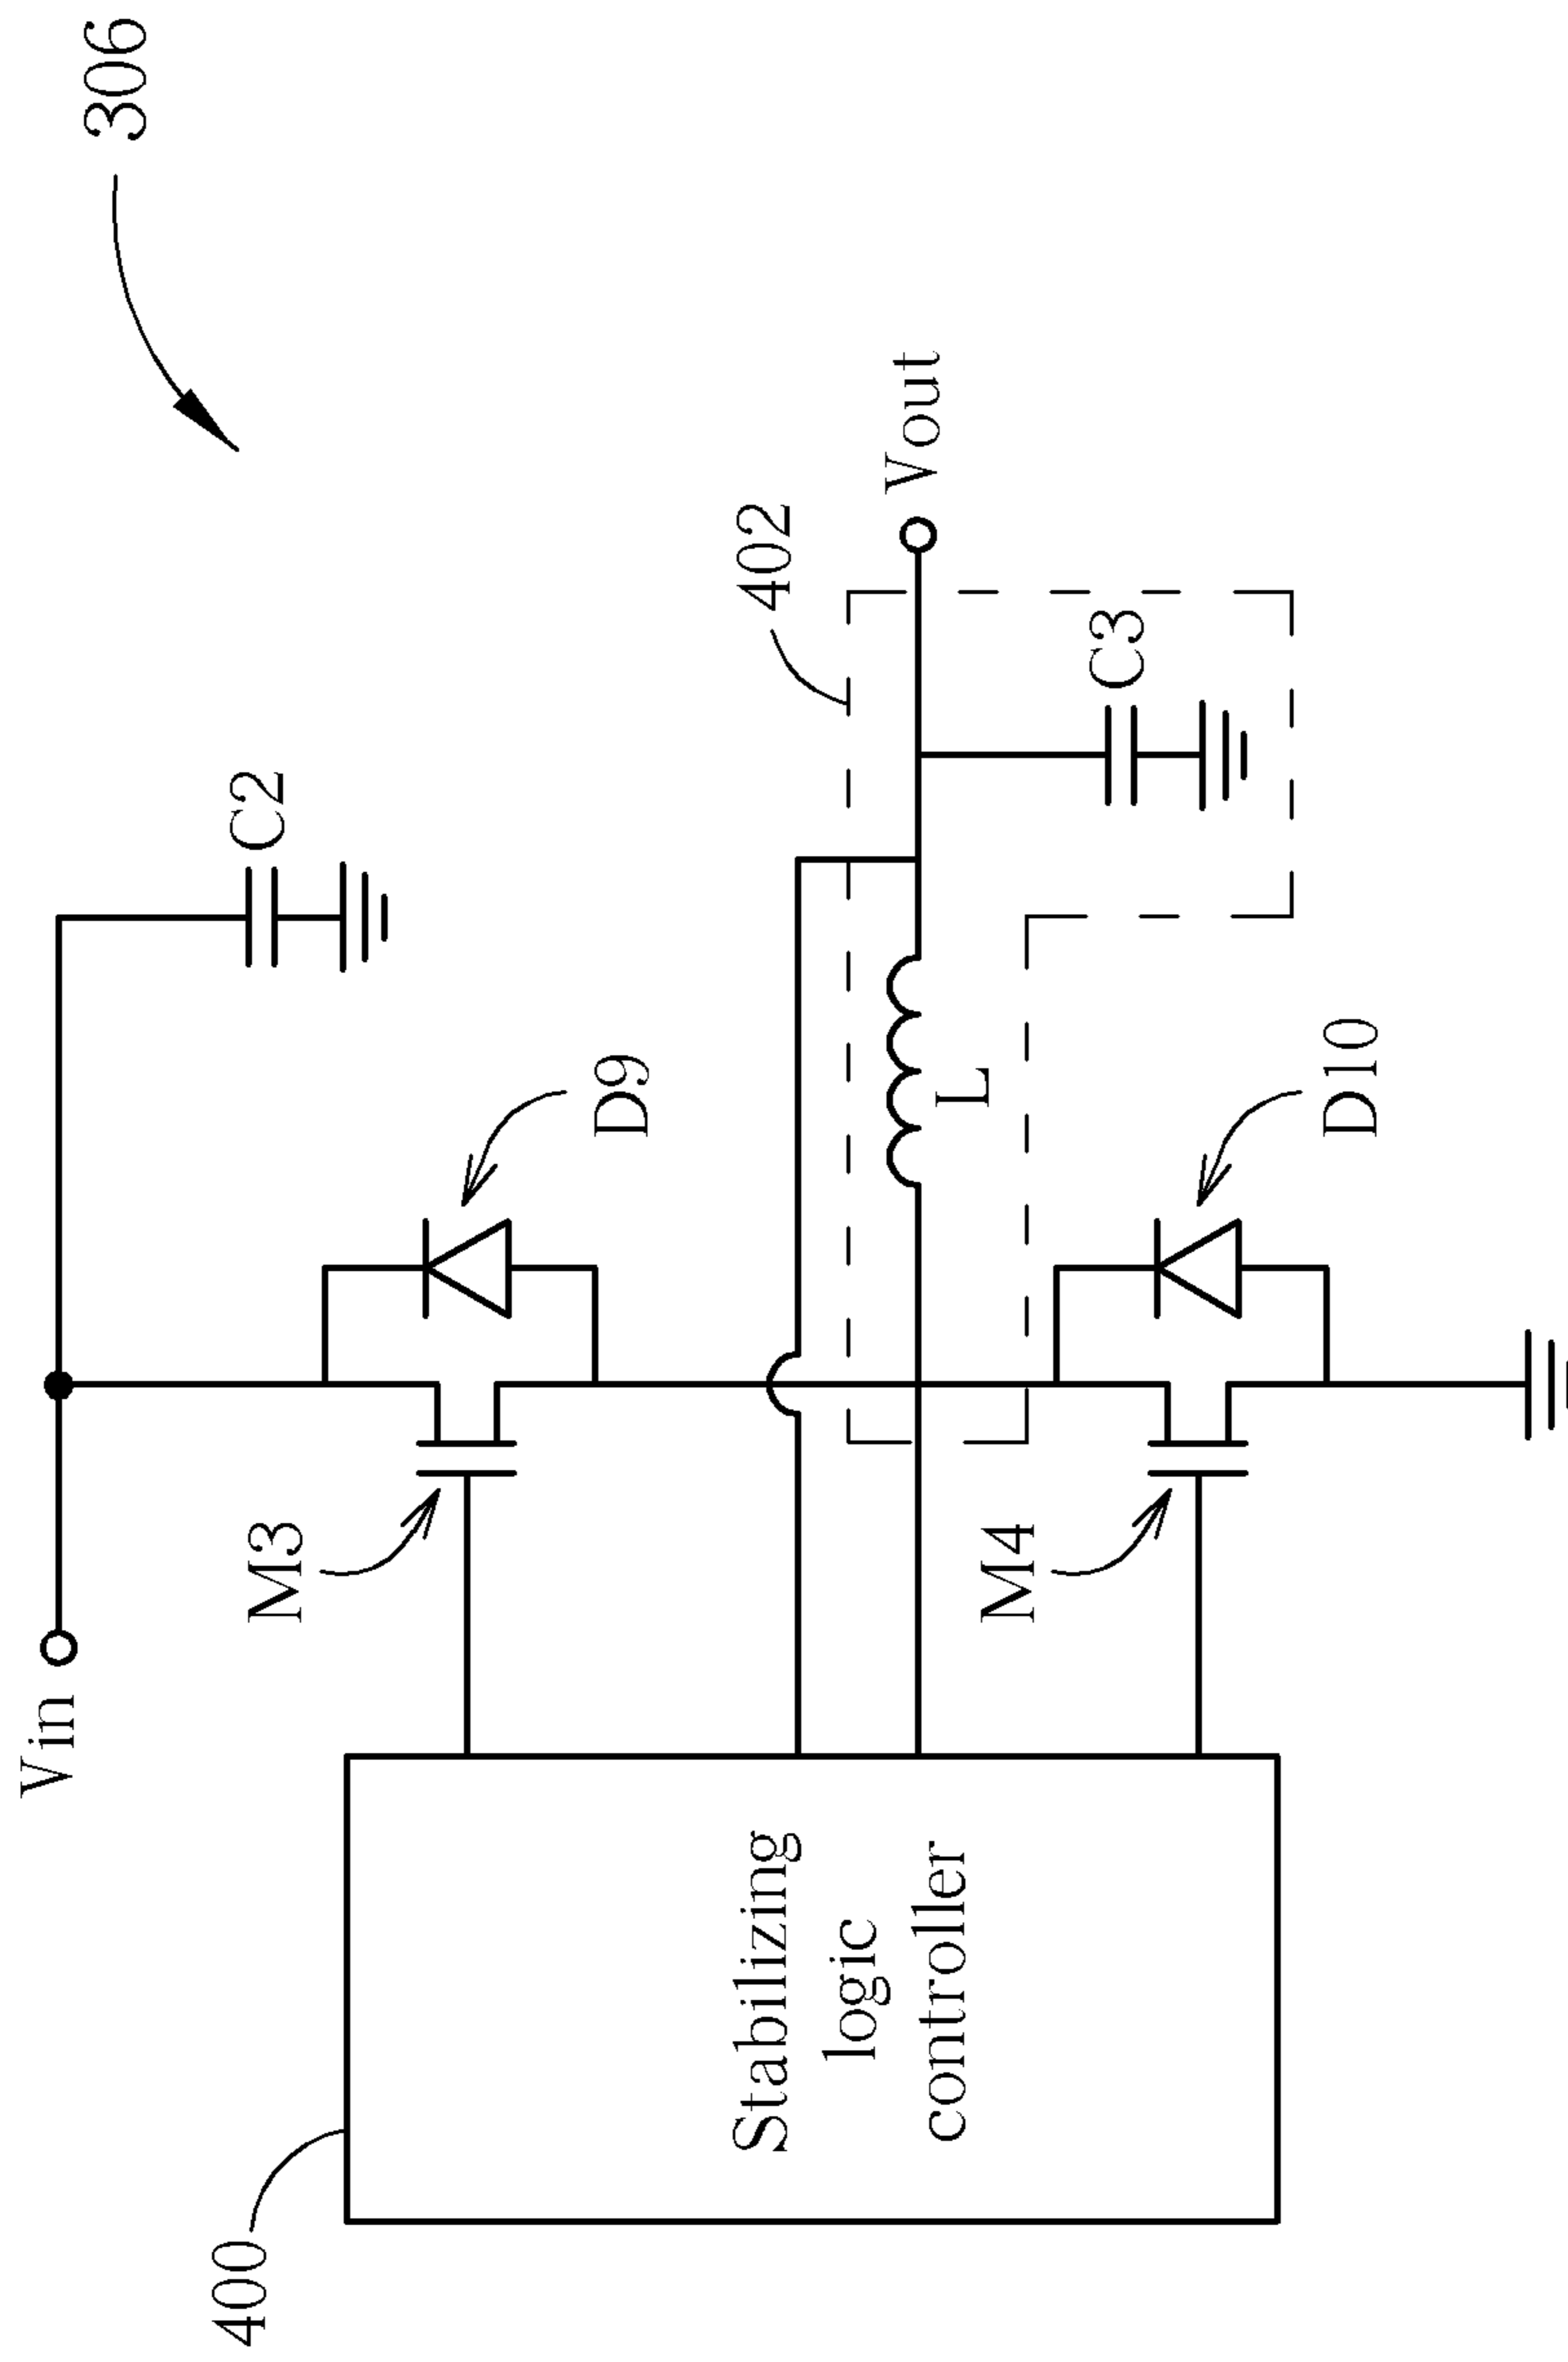 306
Vin
C2
M3
D9
400
402
Stabilizing
logic
controller
Vout
L
C3
M4
D10